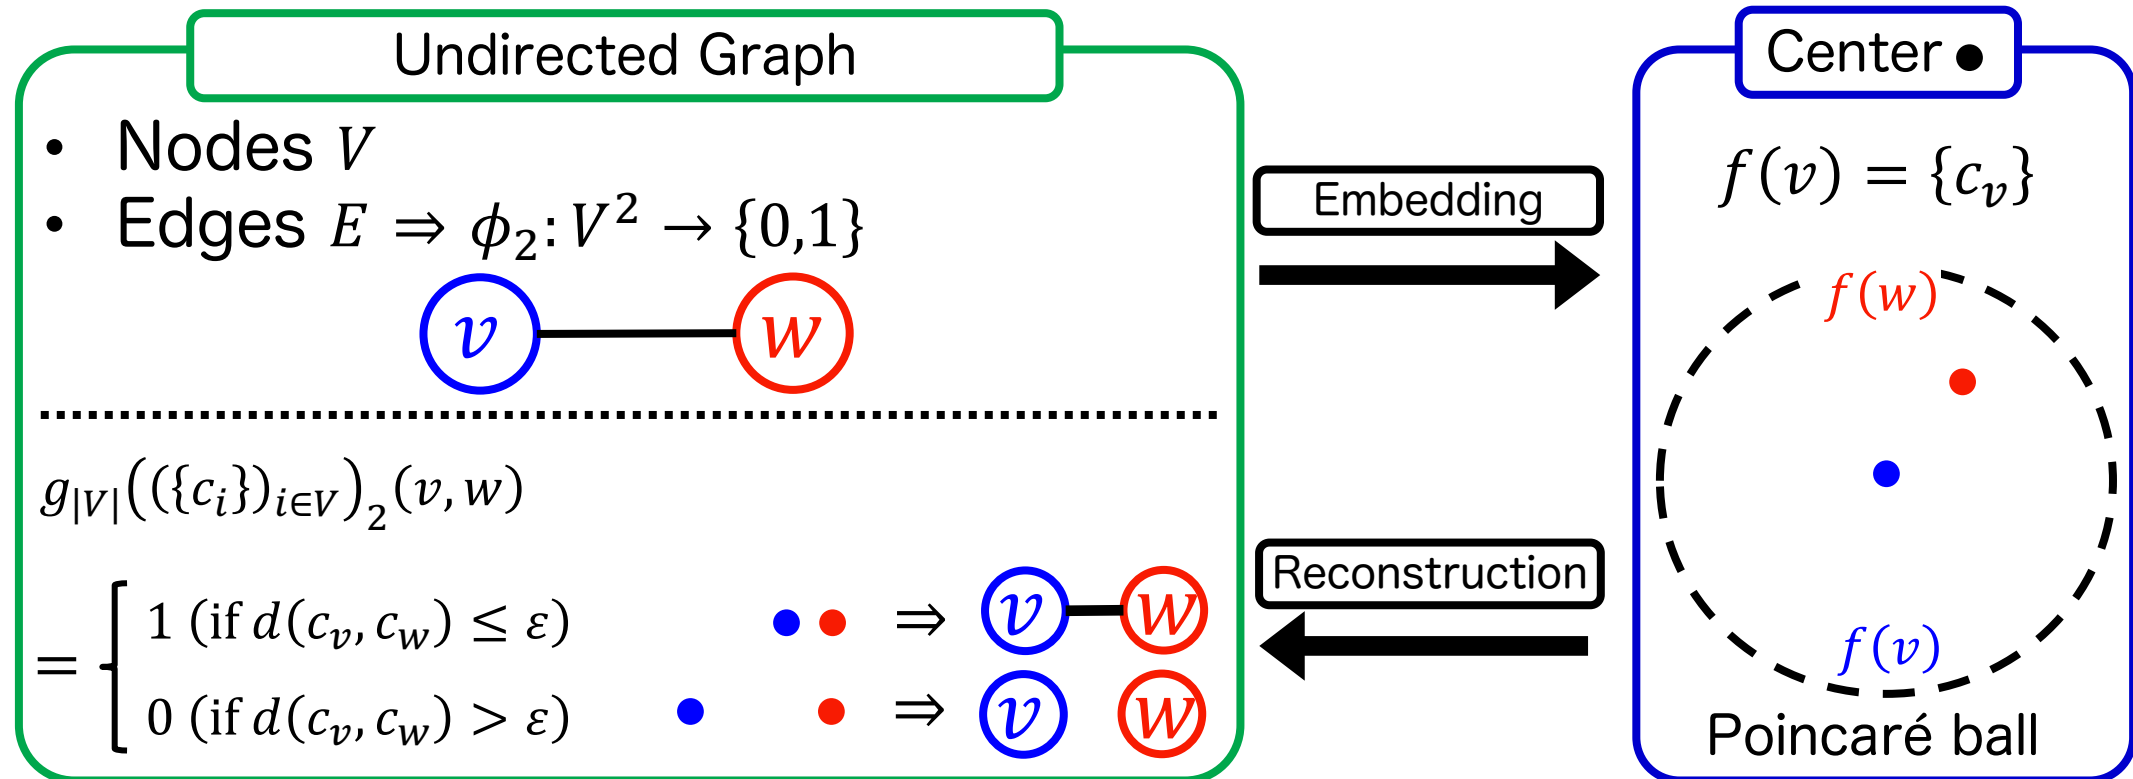 Undirected Graph
• Nodes V
• Edges E ⇒ ϕ₂: V² → {0,1}
v w
g_{|V|}(({c_i})_{i∈V})_2(v, w)
= { 1 (if d(c_v, c_w) ≤ ε) ⇒ v w
0 (if d(c_v, c_w) > ε) ⇒ v w
Embedding
Reconstruction
Center ●
f(v) = {c_v}
f(w)
f(v)
Poincaré ball